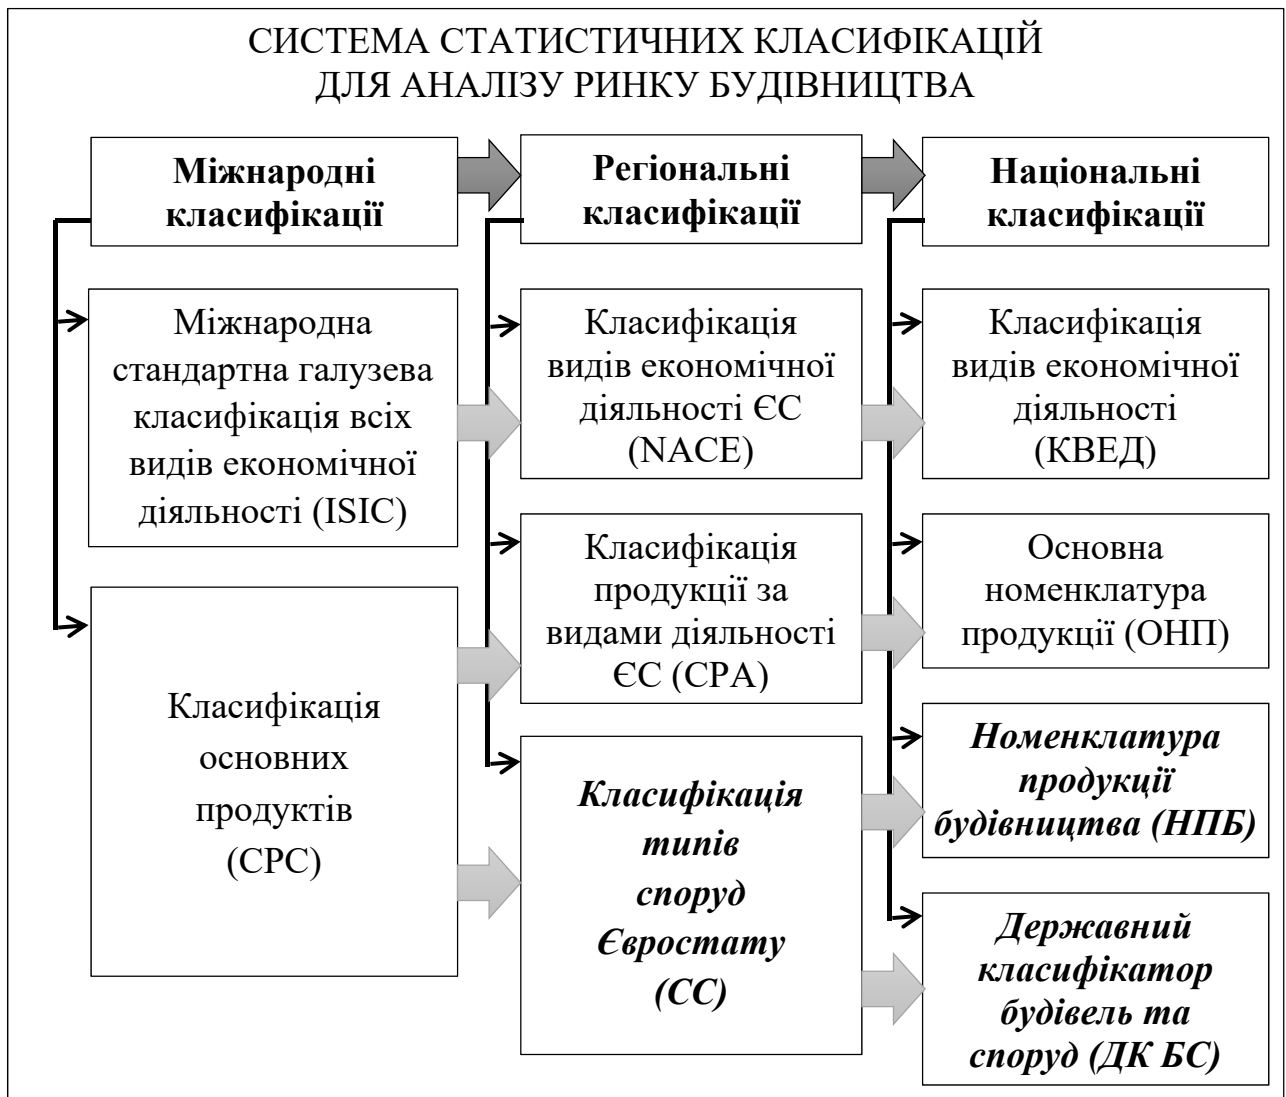 СИСТЕМА СТАТИСТИЧНИХ КЛАСИФІКАЦІЙ
ДЛЯ АНАЛІЗУ РИНКУ БУДІВНИЦТВА
Міжнародні
класифікації
Регіональні
класифікації
Національні
класифікації
Міжнародна
стандартна галузева
класифікація всіх
видів економічної
діяльності (ISIC)
Класифікація
видів економічної
діяльності ЄС
(NACE)
Класифікація
видів економічної
діяльності
(КВЕД)
Класифікація
основних
продуктів
(CPC)
Класифікація
продукції за
видами діяльності
ЄС (CPA)
Основна
номенклатура
продукції (ОНП)
Класифікація
типів
споруд
Євростату
(СС)
Номенклатура
продукції
будівництва (НПБ)
Державний
класифікатор
будівель та
споруд (ДК БС)